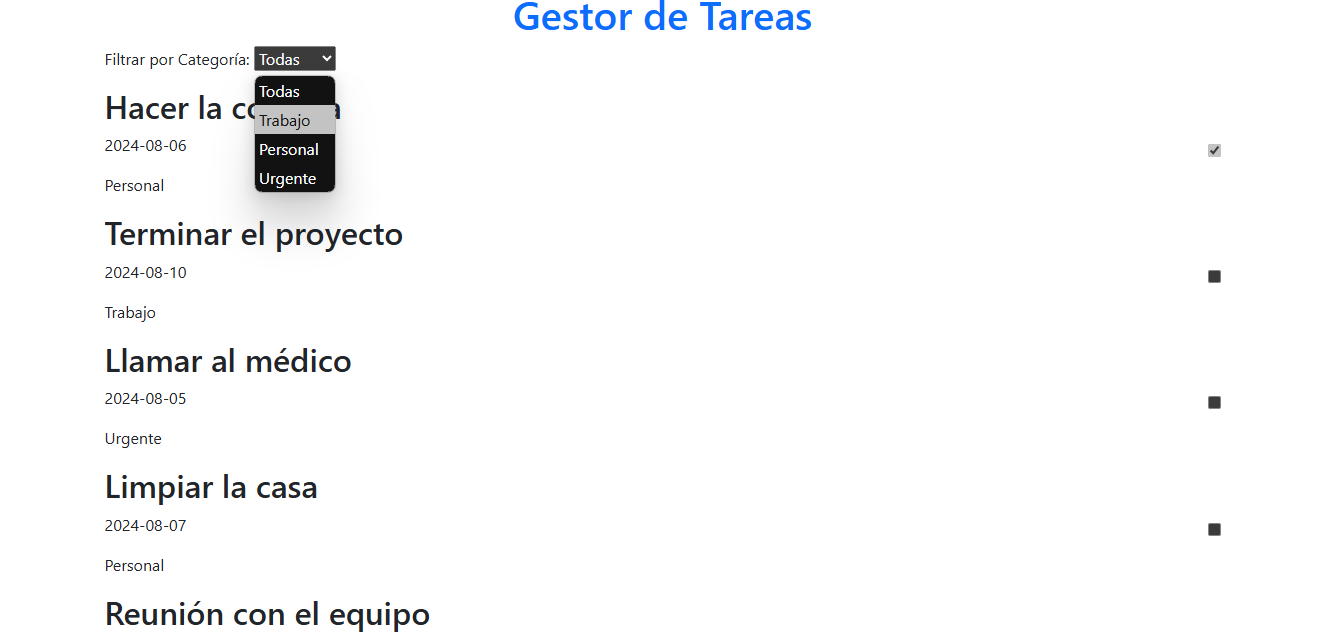 Gestor de Tareas
Filtrar por Categoría: Todas
Todas
Trabajo
Personal
Urgente
Hacer la
2024-08-06
Personal
Terminar el proyecto
2024-08-10
Trabajo
Llamar al médico
2024-08-05
Urgente
Limpiar la casa
2024-08-07
Personal
Reunión con el equipo